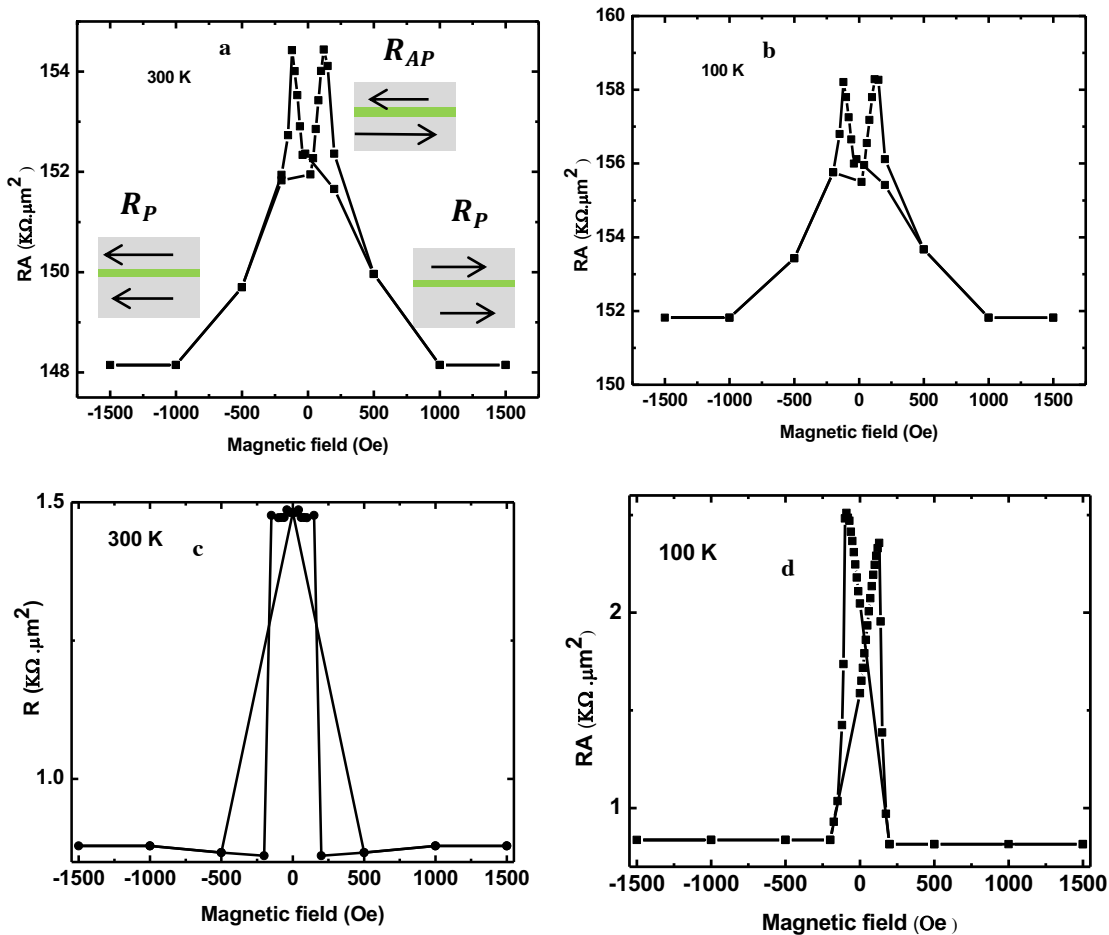 a
300 K
R_AP
R_P
R_P
RA (KΩ.μm²)
154
152
150
148
-1500 -1000 -500 0 500 1000 1500
Magnetic field (Oe)
b
100 K
RA (KΩ.μm²)
160
158
156
154
152
150
-1500 -1000 -500 0 500 1000 1500
Magnetic field (Oe)
300 K
c
R (KΩ.μm²)
1.5
1.0
-1500 -1000 -500 0 500 1000 1500
Magnetic field (Oe)
100 K
d
RA (KΩ.μm²)
2
1
-1500 -1000 -500 0 500 1000 1500
Magnetic field (Oe )